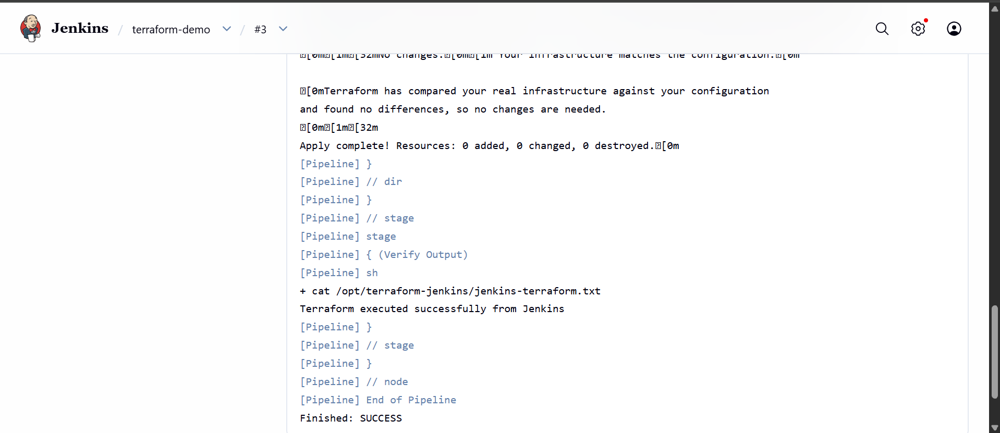 Jenkins / terraform-demo / #3
[0m[1m[32mNo changes.[0m[1m Your infrastructure matches the configuration.[0m
[0mTerraform has compared your real infrastructure against your configuration
and found no differences, so no changes are needed.
[0m[1m[32m
Apply complete! Resources: 0 added, 0 changed, 0 destroyed.[0m
[Pipeline] }
[Pipeline] // dir
[Pipeline] }
[Pipeline] // stage
[Pipeline] stage
[Pipeline] { (Verify Output)
[Pipeline] sh
+ cat /opt/terraform-jenkins/jenkins-terraform.txt
Terraform executed successfully from Jenkins
[Pipeline] }
[Pipeline] // stage
[Pipeline] }
[Pipeline] // node
[Pipeline] End of Pipeline
Finished: SUCCESS